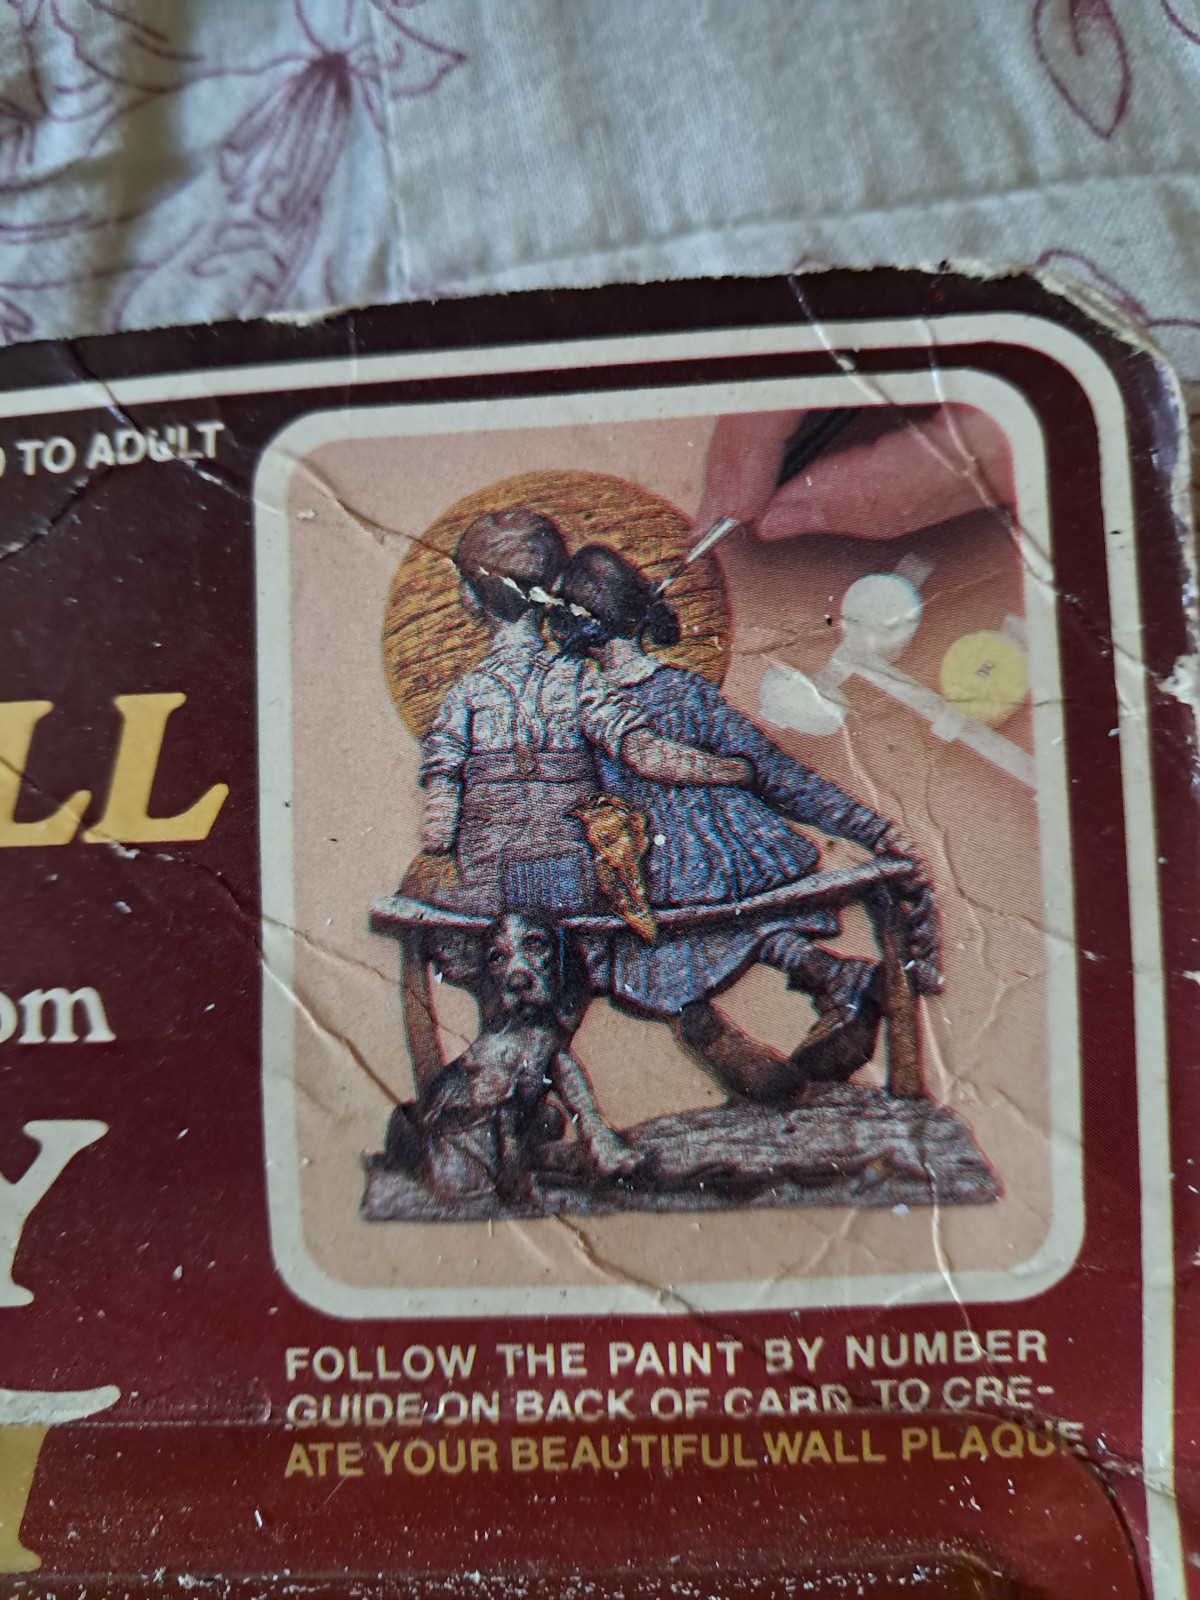 TO ADULT
LL
om
Y
FOLLOW THE PAINT BY NUMBER
GUIDE ON BACK OF CARD TO CRE-
ATE YOUR BEAUTIFUL WALL PLAQUE